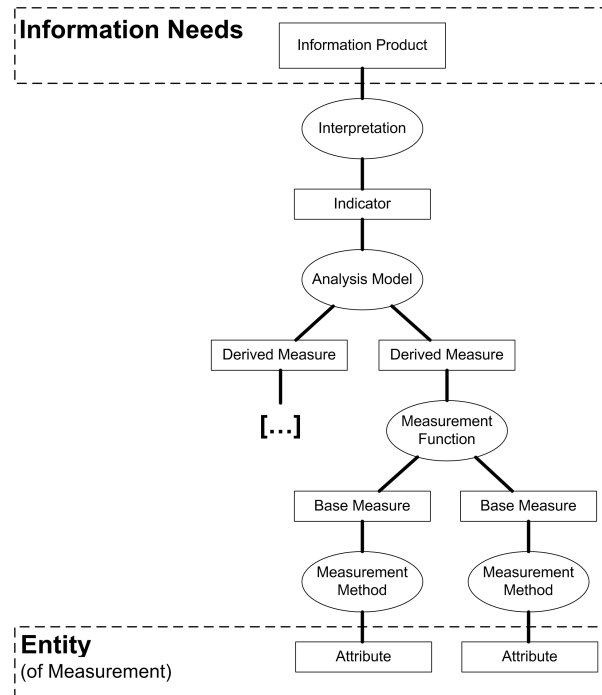 Information Needs
Information Product
Interpretation
Indicator
Analysis Model
Derived Measure
Derived Measure
[...]
Measurement
Function
Base Measure
Base Measure
Measurement
Method
Measurement
Method
Entity
(of Measurement)
Attribute
Attribute